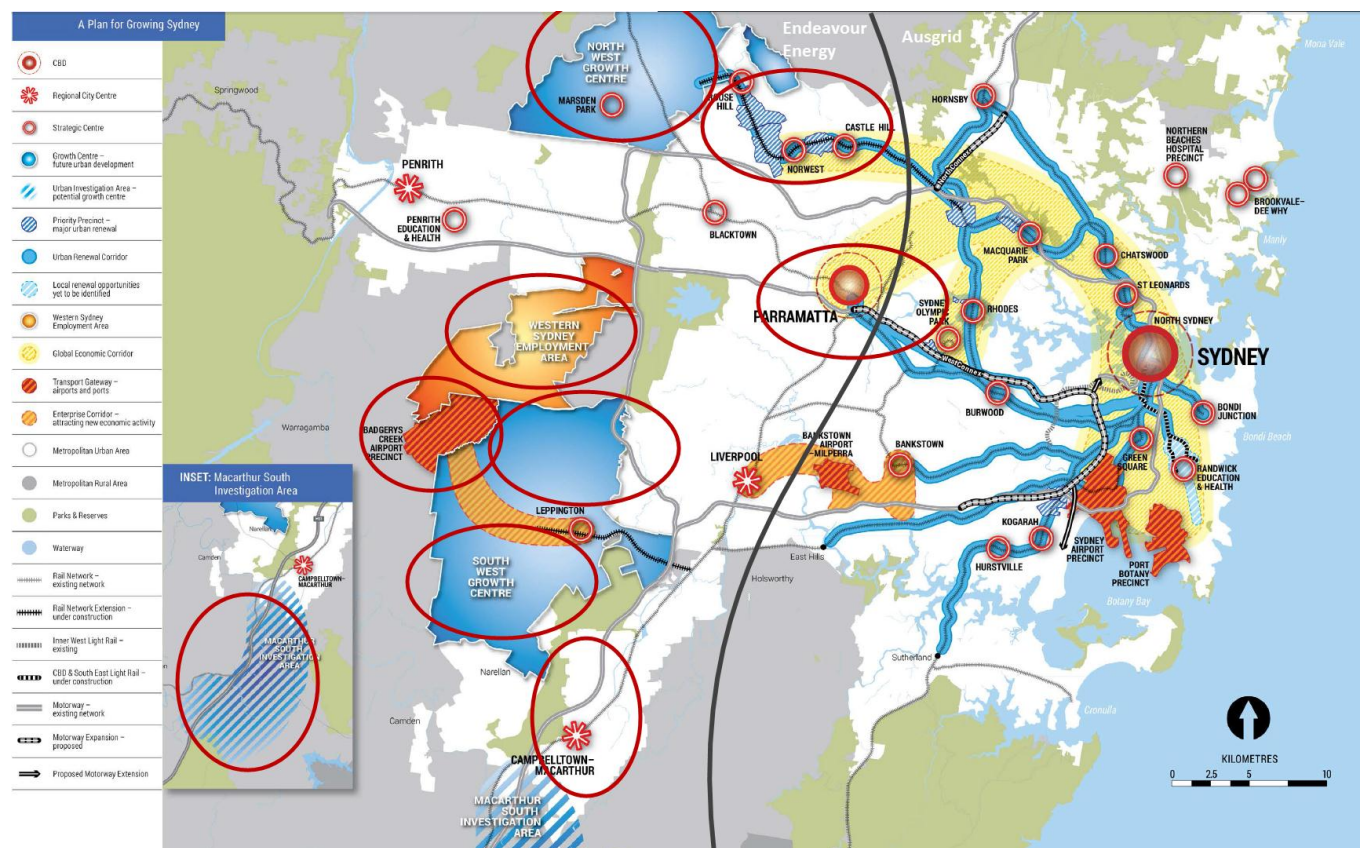 A Plan for Growing Sydney
CBD
Regional City Centre
Strategic Centre
Growth Centre –
future urban development
Urban Investigation Area –
potential growth centre
Priority Precinct –
major urban renewal
Urban Renewal Corridor
Local renewal opportunities
yet to be identified
Western Sydney
Employment Area
Global Economic Corridor
Transport Gateway –
airports and ports
Enterprise Corridor –
attracting new economic activity
Metropolitan Urban Area
Metropolitan Rural Area
Parks & Reserves
Waterway
Rail Network –
existing network
Rail Network Extension –
under construction
Inner West Light Rail –
existing
CBD & South East Light Rail –
under construction
Motorway –
existing network
Motorway Expansion –
proposed
Proposed Motorway Extension
INSET: Macarthur South
Investigation Area
Narellan
Camden
CAMPBELLTOWN–
MACARTHUR
MACARTHUR
SOUTH
INVESTIGATION
AREA
Endeavour
Energy
Ausgrid
Mona Vale
Springwood
NORTH
WEST
GROWTH
CENTRE
MARSDEN
PARK
HILL
CASTLE HILL
NORWEST
HORNSBY
NorthConnex
NORTHERN
BEACHES
HOSPITAL
PRECINCT
BROOKVALE–
DEE WHY
Manly
PENRITH
PENRITH
EDUCATION
& HEALTH
BLACKTOWN
MACQUARIE
PARK
CHATSWOOD
ST LEONARDS
NORTH SYDNEY
SYDNEY
PARRAMATTA
SYDNEY
OLYMPIC
PARK
RHODES
WestConnex
BURWOOD
BONDI
JUNCTION
Bondi Beach
WESTERN
SYDNEY
EMPLOYMENT
AREA
Warragamba
BADGERYS
CREEK
AIRPORT
PRECINCT
LIVERPOOL
BANKSTOWN
AIRPORT
–MILPERRA
BANKSTOWN
GREEN
SQUARE
RANDWICK
EDUCATION
& HEALTH
LEPPINGTON
SOUTH
WEST
GROWTH
CENTRE
East Hills
Holsworthy
KOGARAH
HURSTVILLE
SYDNEY
AIRPORT
PRECINCT
PORT
BOTANY
PRECINCT
Botany Bay
Sutherland
Cronulla
Narellan
Camden
CAMPBELLTOWN–
MACARTHUR
MACARTHUR
SOUTH
INVESTIGATION
AREA
KILOMETRES
0 2.5 5 10